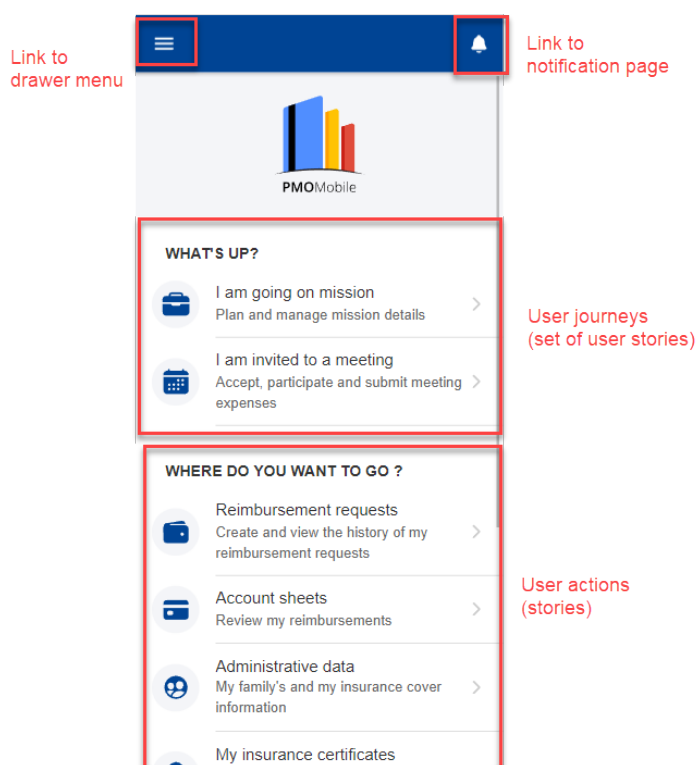 Link to
drawer menu
Link to
notification page
PMOMobile
WHAT'S UP?
I am going on mission
Plan and manage mission details
I am invited to a meeting
Accept, participate and submit meeting
expenses
User journeys
(set of user stories)
WHERE DO YOU WANT TO GO ?
Reimbursement requests
Create and view the history of my
reimbursement requests
Account sheets
Review my reimbursements
User actions
(stories)
Administrative data
My family's and my insurance cover
information
My insurance certificates